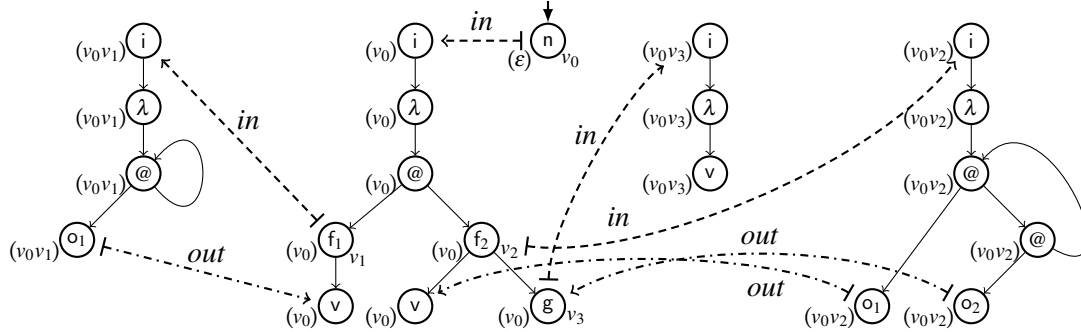 in n
(v₀v₁) i (v₀) i (ε) v₀ (v₀v₃) i (v₀v₂) i
(v₀v₁) λ (v₀) λ (v₀v₃) λ (v₀v₂) λ
in in
(v₀v₁) @ (v₀) @ (v₀v₃) v (v₀v₂) @
(v₀v₁) o₁ out (v₀) f₁ v₁ (v₀) f₂ v₂ in out (v₀v₂) @
(v₀) v (v₀) v (v₀) g v₃ out (v₀v₂) o₁ (v₀v₂) o₂